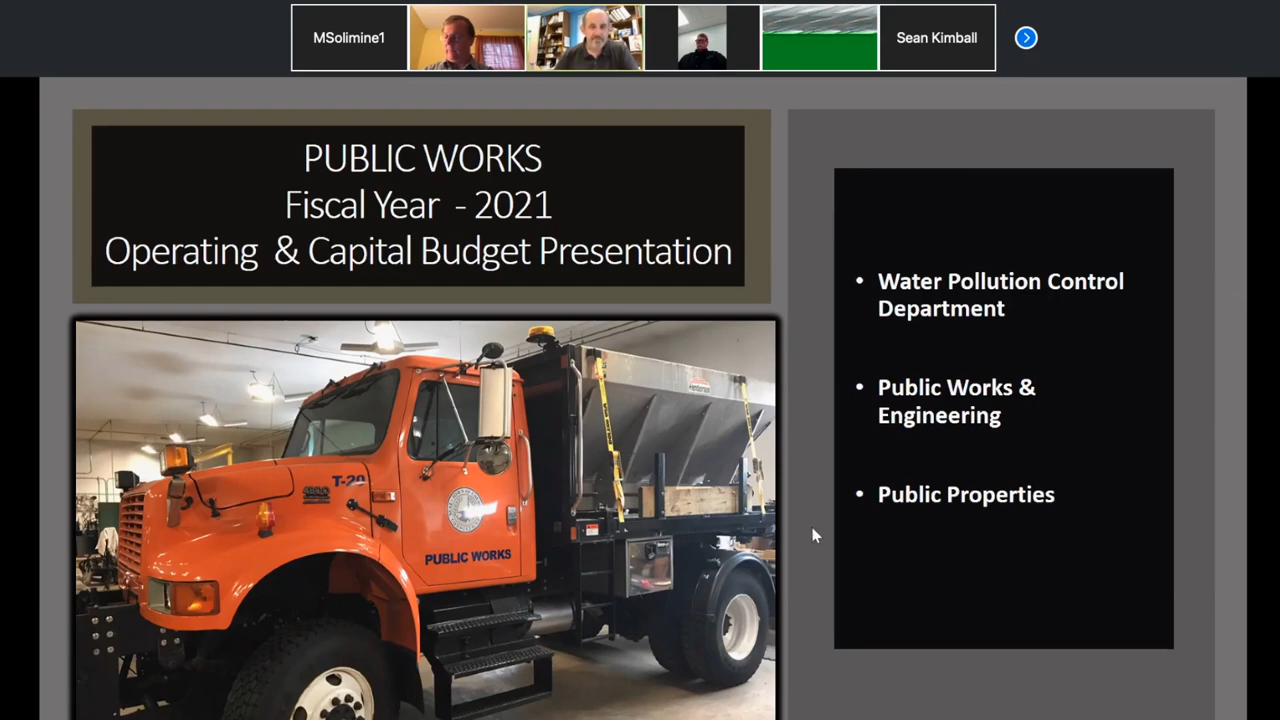 MSolimine1
Sean Kimball
PUBLIC WORKS
Fiscal Year - 2021
Operating & Capital Budget Presentation
• Water Pollution Control
Department
• Public Works &
Engineering
• Public Properties
T-20
PUBLIC WORKS